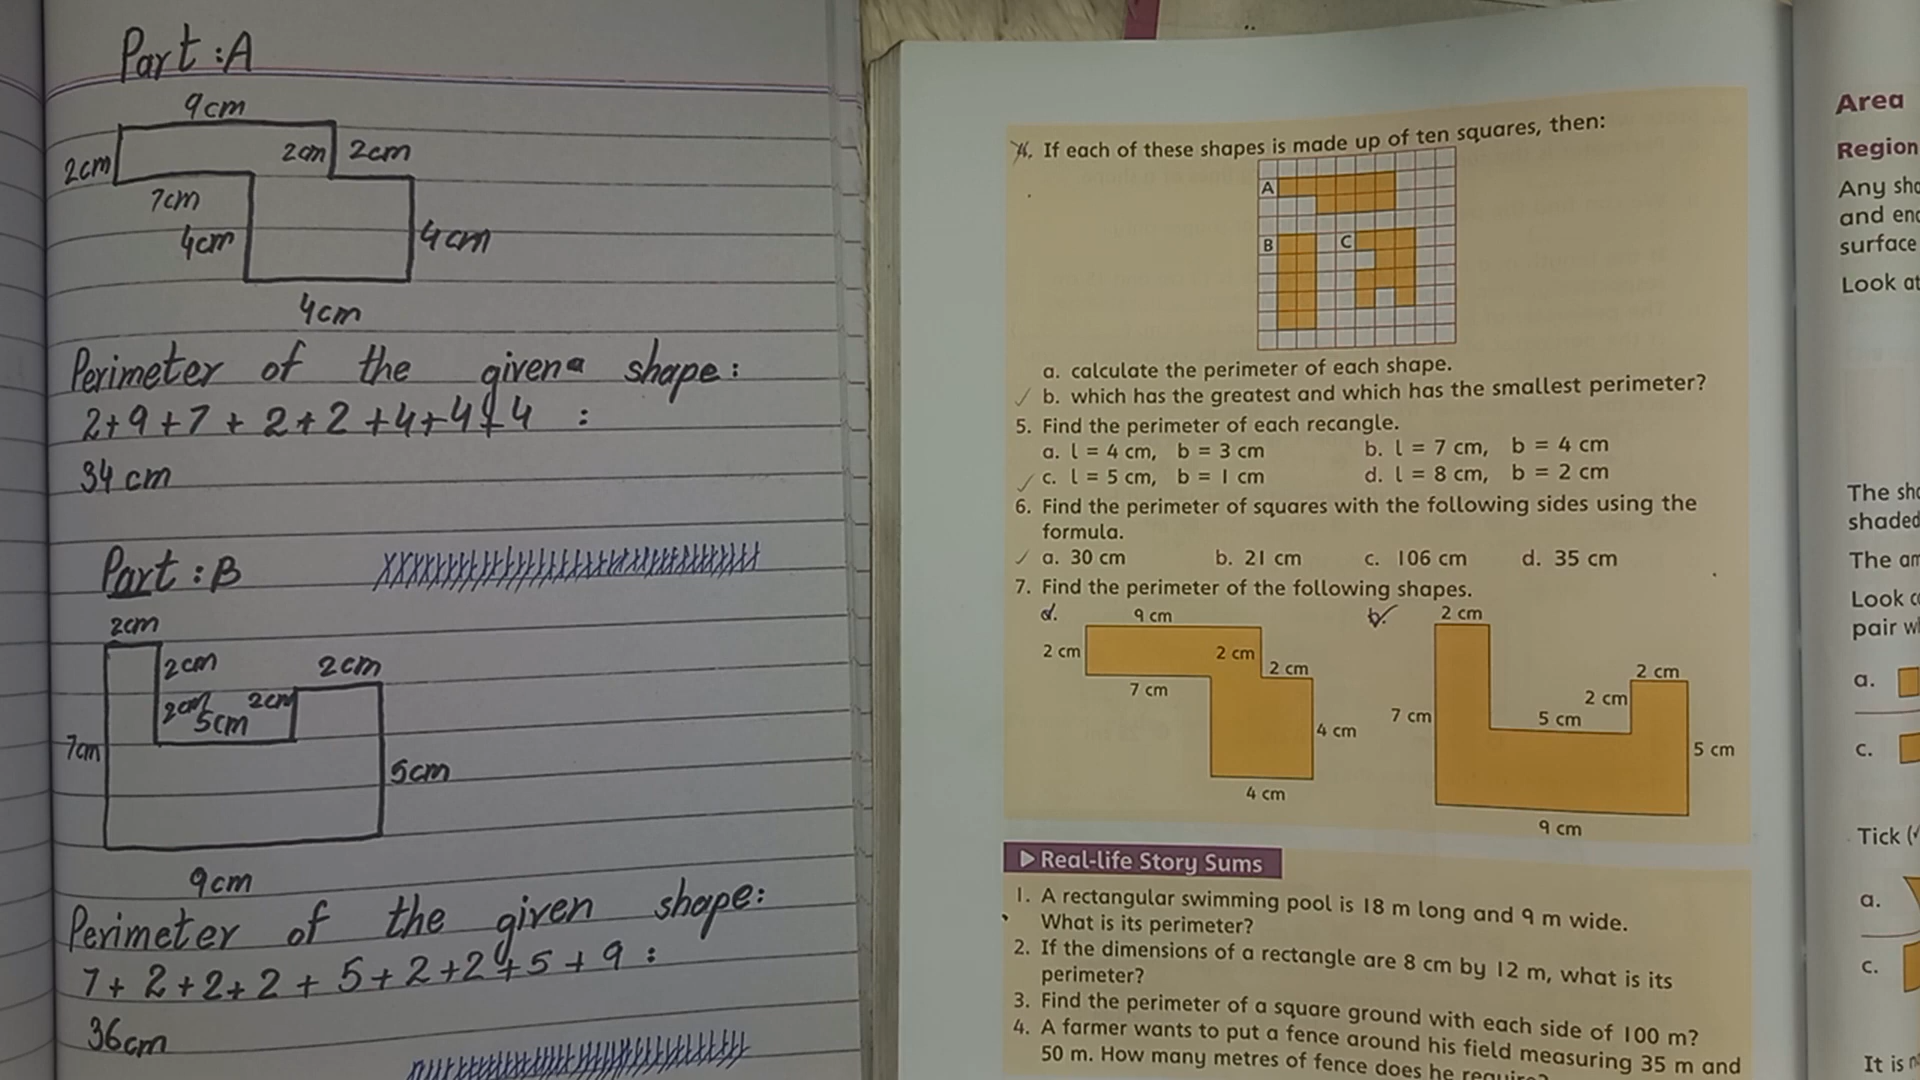 Part : A
9cm
2cm
2cm 2cm
7cm
4cm
4cm
4cm
Perimeter of the given shape:
2+9+7+2+2+4+4+4 :
34 cm
Part : B
2cm
2cm
2cm
2cm
2cm
5cm
7cm
5cm
9cm
Perimeter of the given shape:
7+2+2+2+5+2+2+5+9 :
36cm
4. If each of these shapes is made up of ten squares, then:
A
B
C
a. calculate the perimeter of each shape.
b. which has the greatest and which has the smallest perimeter?
5. Find the perimeter of each recangle.
a. l = 4 cm, b = 3 cm
b. l = 7 cm, b = 4 cm
c. l = 5 cm, b = 1 cm
d. l = 8 cm, b = 2 cm
6. Find the perimeter of squares with the following sides using the
formula.
a. 30 cm b. 21 cm c. 106 cm d. 35 cm
7. Find the perimeter of the following shapes.
9 cm
2 cm
2 cm
2 cm
7 cm
4 cm
4 cm
b.
2 cm
2 cm
2 cm
5 cm
7 cm
5 cm
9 cm
Real-life Story Sums
1. A rectangular swimming pool is 18 m long and 9 m wide.
What is its perimeter?
2. If the dimensions of a rectangle are 8 cm by 12 m, what is its
perimeter?
3. Find the perimeter of a square ground with each side of 100 m?
4. A farmer wants to put a fence around his field measuring 35 m and
50 m. How many metres of fence does he require?
Area
Region
Any
and
surface
Look at
The
shaded
The
Look
pair
a.
c.
Tick
a.
c.
It is